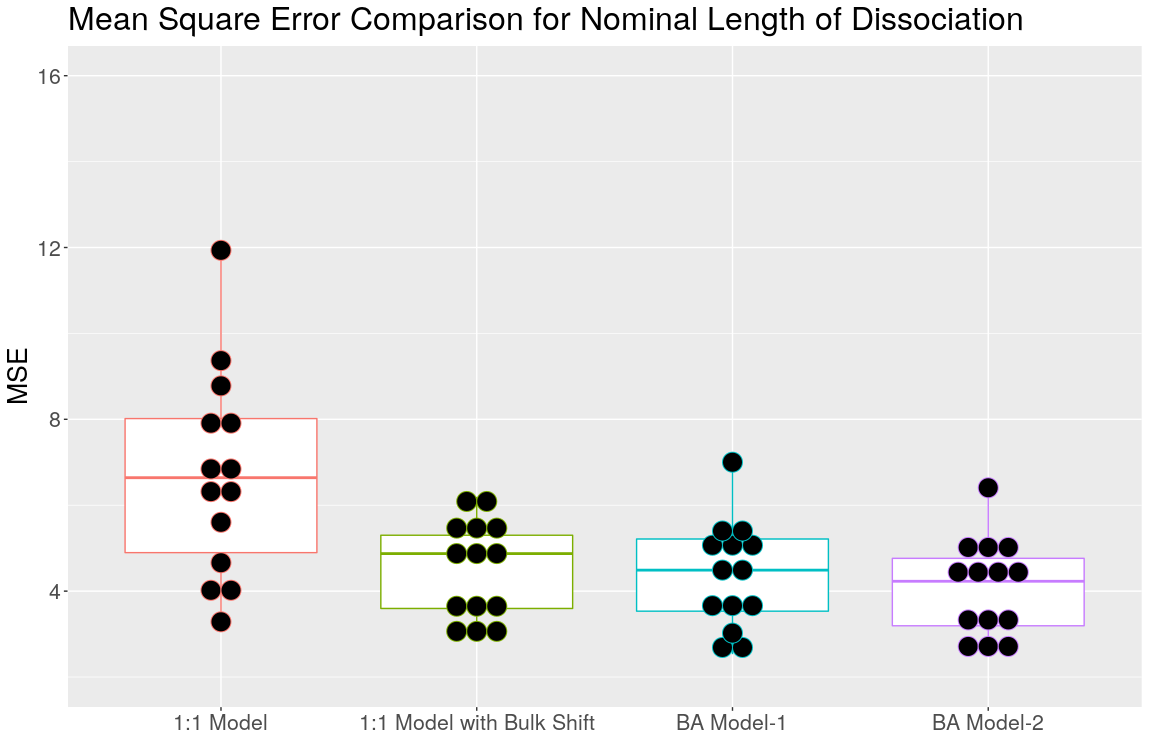 Mean Square Error Comparison for Nominal Length of Dissociation
16
12
8
4
MSE
1:1 Model
1:1 Model with Bulk Shift
BA Model-1
BA Model-2